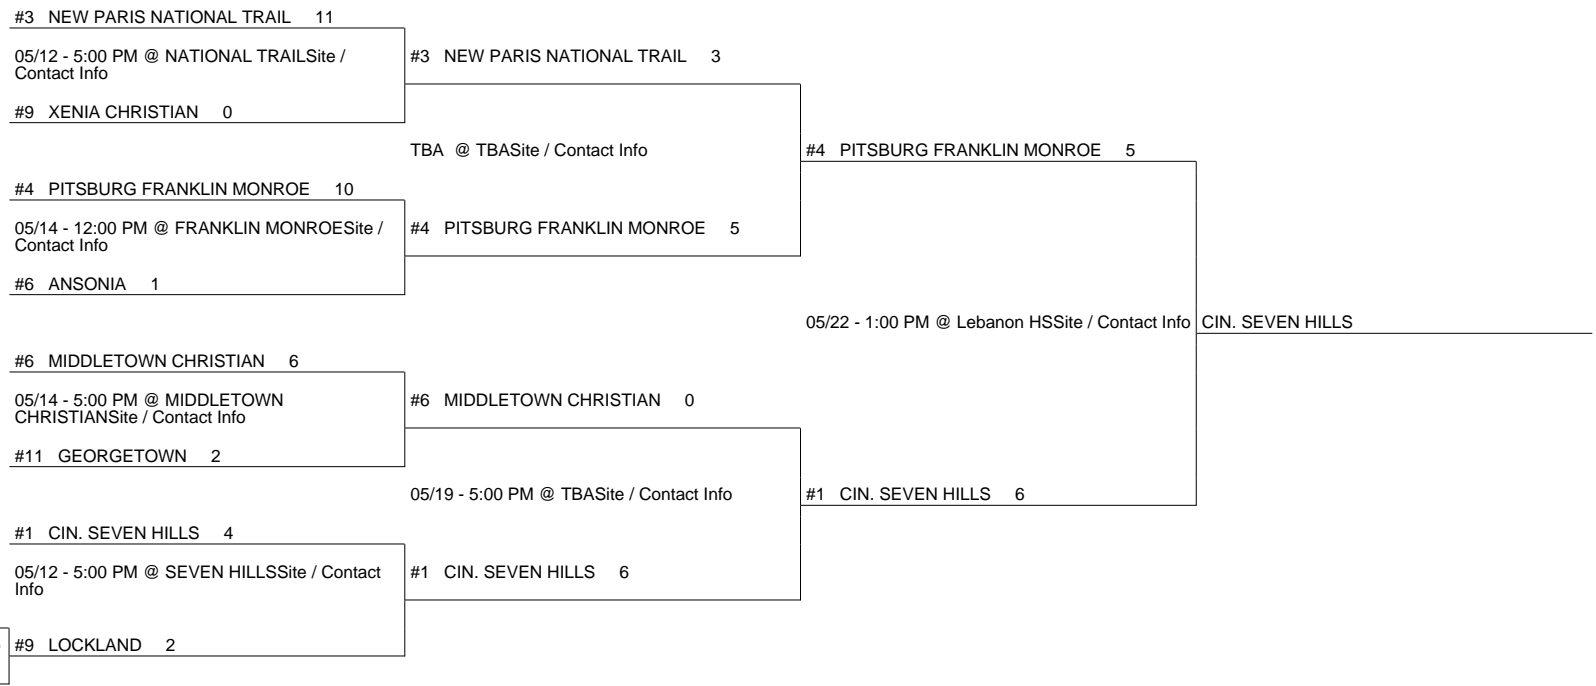 #3 NEW PARIS NATIONAL TRAIL 11
05/12 - 5:00 PM @ NATIONAL TRAILSite /
Contact Info
#9 XENIA CHRISTIAN 0
#3 NEW PARIS NATIONAL TRAIL 3
TBA @ TBASite / Contact Info
#4 PITSBURG FRANKLIN MONROE 10
05/14 - 12:00 PM @ FRANKLIN MONROESite /
Contact Info
#6 ANSONIA 1
#4 PITSBURG FRANKLIN MONROE 5
#4 PITSBURG FRANKLIN MONROE 5
05/22 - 1:00 PM @ Lebanon HSSite / Contact Info
CIN. SEVEN HILLS
#6 MIDDLETOWN CHRISTIAN 6
05/14 - 5:00 PM @ MIDDLETOWN
CHRISTIANSite / Contact Info
#11 GEORGETOWN 2
#6 MIDDLETOWN CHRISTIAN 0
05/19 - 5:00 PM @ TBASite / Contact Info
#1 CIN. SEVEN HILLS 6
#1 CIN. SEVEN HILLS 4
05/12 - 5:00 PM @ SEVEN HILLSSite / Contact
Info
#9 LOCKLAND 2
#1 CIN. SEVEN HILLS 6